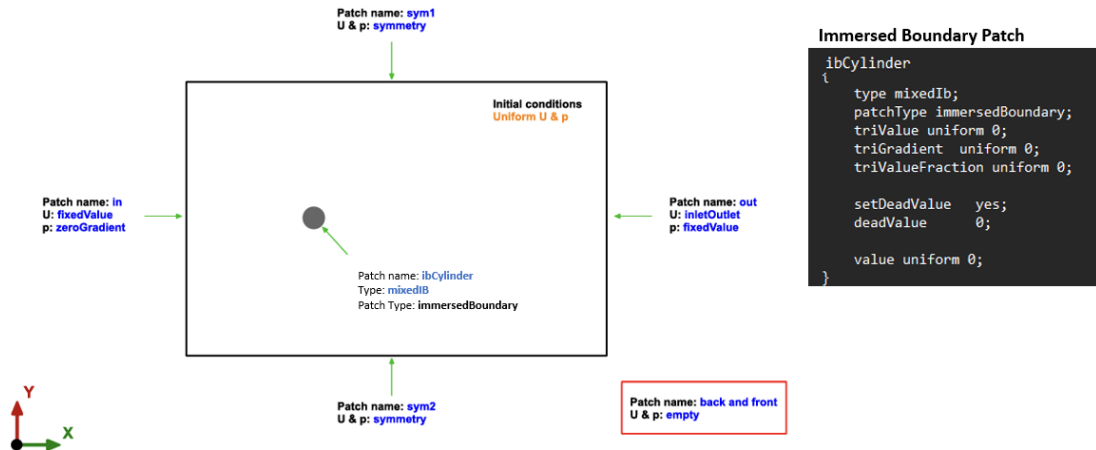 Patch name: sym1
U & p: symmetry
Immersed Boundary Patch
ibCylinder
{
type mixedIb;
patchType immersedBoundary;
triValue uniform 0;
triGradient  uniform 0;
triValueFraction uniform 0;
setDeadValue   yes;
deadValue      0;
value uniform 0;
}
Initial conditions
Uniform U & p
Patch name: in
U: fixedValue
p: zeroGradient
Patch name: out
U: inletOutlet
p: fixedValue
Patch name: ibCylinder
Type: mixedIB
Patch Type: immersedBoundary
Patch name: sym2
U & p: symmetry
Patch name: back and front
U & p: empty
Y
X